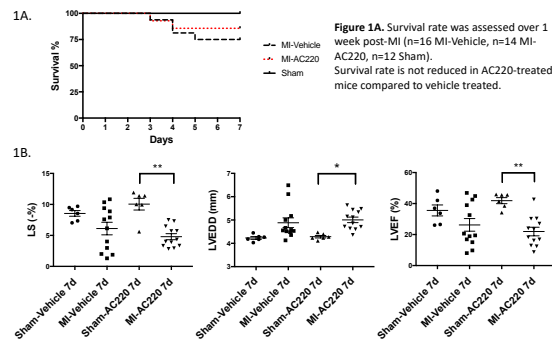 1A.
Survival %
100
75
50
25
0
0 1 2 3 4 5 6 7
Days
MI-Vehicle
MI-AC220
Sham
Figure 1A. Survival rate was assessed over 1
week post-MI (n=16 MI-Vehicle, n=14 MI-
AC220, n=12 Sham).
Survival rate is not reduced in AC220-treated
mice compared to vehicle treated.
1B.
LS (-%)
15
10
5
0
**
Sham-Vehicle 7d
MI-Vehicle 7d
Sham-AC220 7d
MI-AC220 7d
LVEDD (mm)
7
6
5
4
3
*
Sham-Vehicle 7d
MI-Vehicle 7d
Sham-AC220 7d
MI-AC220 7d
LVEF (%)
60
40
20
0
**
Sham-Vehicle 7d
MI-Vehicle 7d
Sham-AC220 7d
MI-AC220 7d